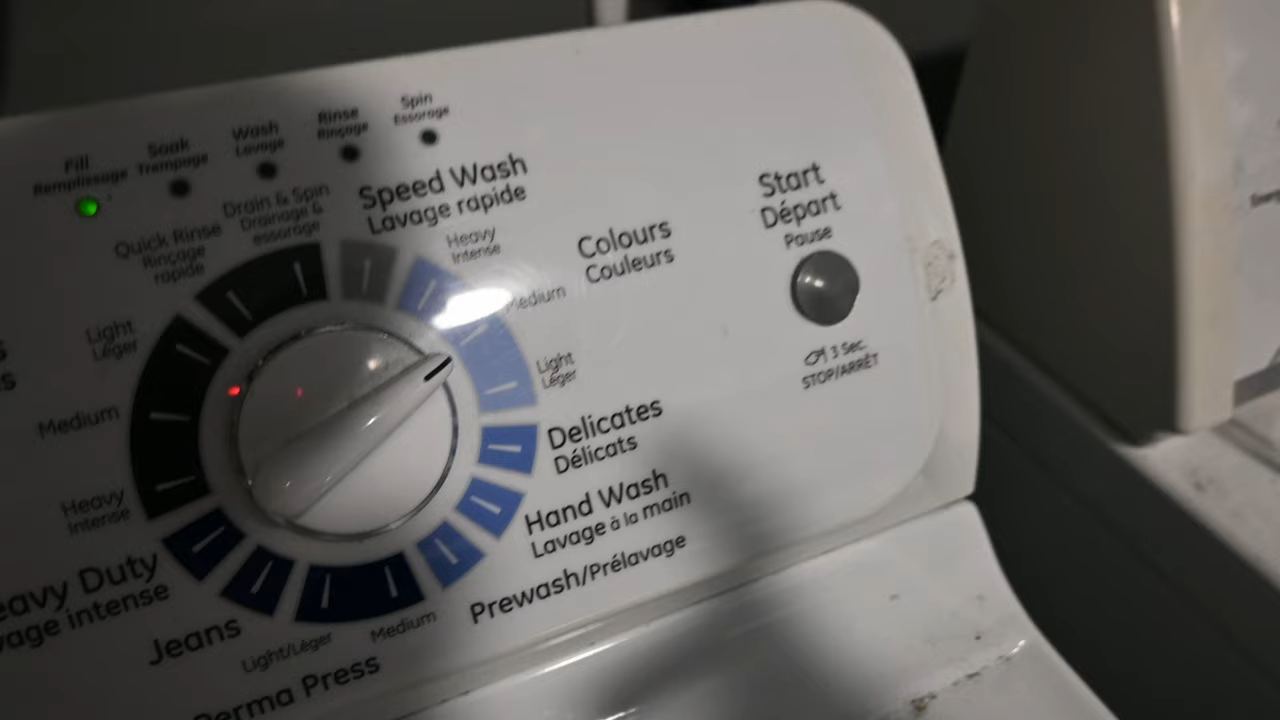 Fill
Remplissage
Soak
Trempage
Wash
Lavage
Rinse
Rinçage
Spin
Essorage
Speed Wash
Lavage rapide
Drain & Spin
Drainage &
essorage
Quick Rinse
Rinçage
rapide
Heavy
Intense
Colours
Couleurs
Medium
Light
Léger
Start
Départ
Pause
3 Sec.
STOP/ARRÊT
Light
Léger
Medium
Heavy
Intense
Delicates
Délicats
Hand Wash
Lavage à la main
Prewash/Prélavage
eavy Duty
vage intense
Jeans
Light/Léger
Medium
Perma Press